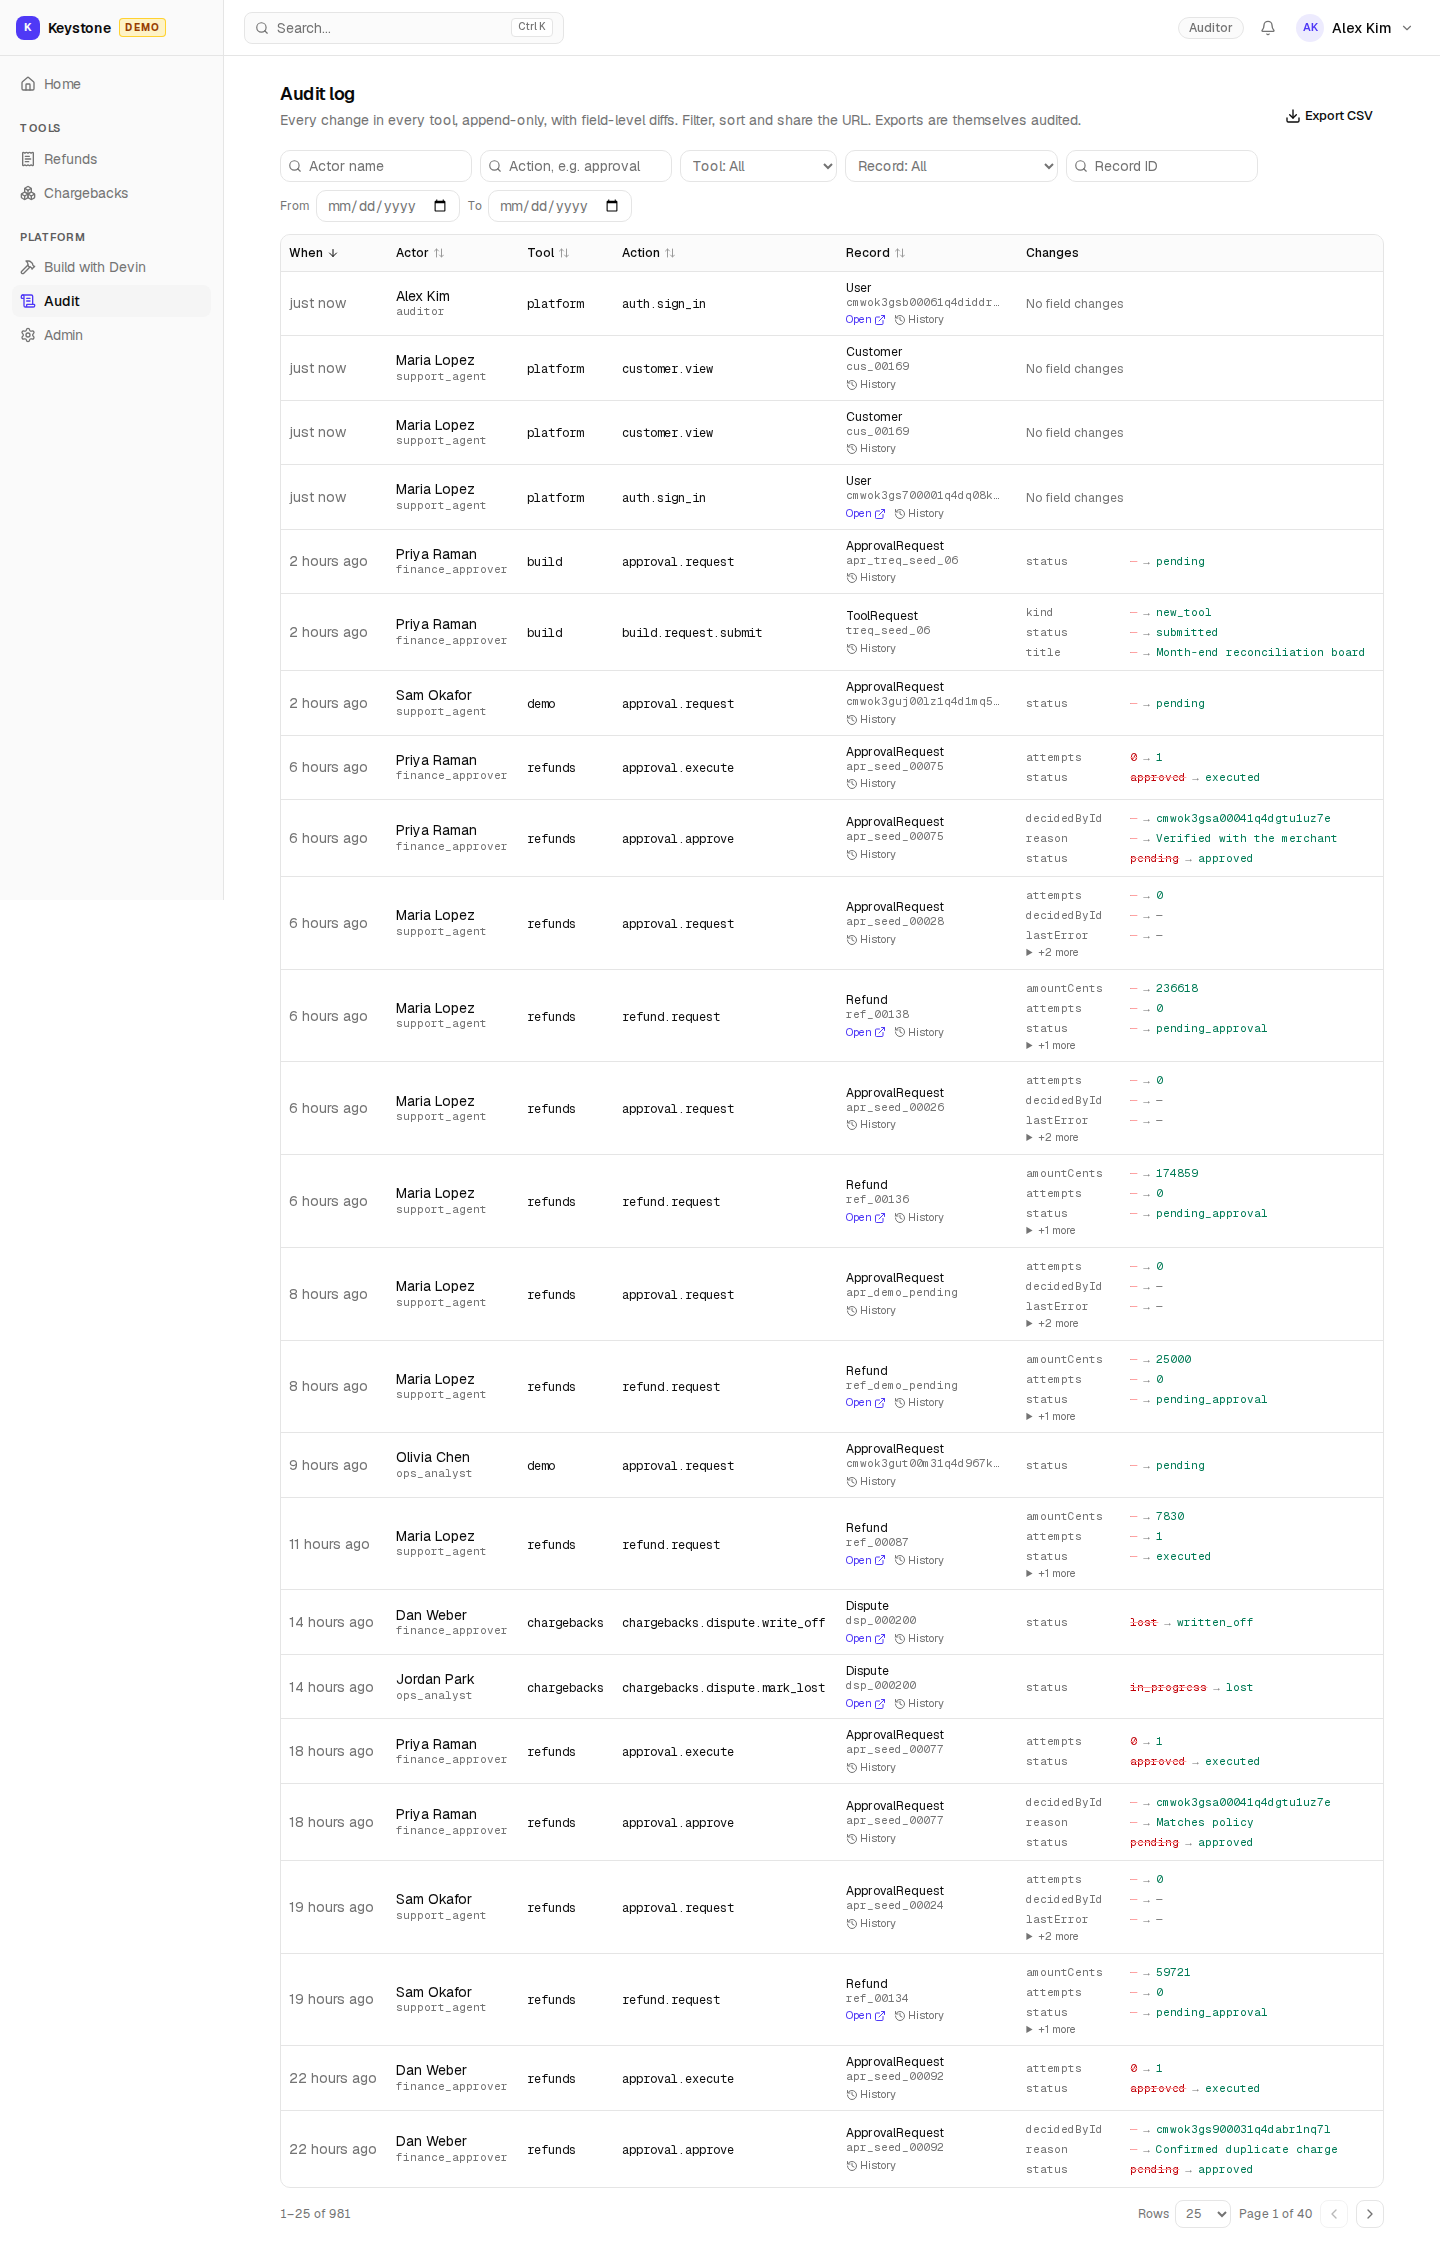 K Keystone DEMO
Search... Ctrl K
Auditor AK Alex Kim
Home
TOOLS
Refunds
Chargebacks
PLATFORM
Build with Devin
Audit
Admin
Audit log
Every change in every tool, append-only, with field-level diffs. Filter, sort and share the URL. Exports are themselves audited.
Export CSV
Actor name Action, e.g. approval Tool: All Record: All Record ID
From mm/dd/yyyy To mm/dd/yyyy
When Actor Tool Action Record Changes
just now Alex Kim auditor platform auth.sign_in User cmwok3gsb00061q4diddr… Open History No field changes
just now Maria Lopez support_agent platform customer.view Customer cus_00169 History No field changes
just now Maria Lopez support_agent platform customer.view Customer cus_00169 History No field changes
just now Maria Lopez support_agent platform auth.sign_in User cmwok3gs700001q4dq08k… Open History No field changes
2 hours ago Priya Raman finance_approver build approval.request ApprovalRequest apr_treq_seed_06 History status — → pending
2 hours ago Priya Raman finance_approver build build.request.submit ToolRequest treq_seed_06 History kind — → new_tool
status — → submitted
title — → Month-end reconciliation board
2 hours ago Sam Okafor support_agent demo approval.request ApprovalRequest cmwok3guj00lz1q4d1mq5… History status — → pending
6 hours ago Priya Raman finance_approver refunds approval.execute ApprovalRequest apr_seed_00075 History attempts 0 → 1
status approved → executed
6 hours ago Priya Raman finance_approver refunds approval.approve ApprovalRequest apr_seed_00075 History decidedById — → cmwok3gsa00041q4dgtu1uz7e
reason — → Verified with the merchant
status pending → approved
6 hours ago Maria Lopez support_agent refunds approval.request ApprovalRequest apr_seed_00028 History attempts — → 0
decidedById — → —
lastError — → —
+2 more
6 hours ago Maria Lopez support_agent refunds refund.request Refund ref_00138 Open History amountCents — → 236618
attempts — → 0
status — → pending_approval
+1 more
6 hours ago Maria Lopez support_agent refunds approval.request ApprovalRequest apr_seed_00026 History attempts — → 0
decidedById — → —
lastError — → —
+2 more
6 hours ago Maria Lopez support_agent refunds refund.request Refund ref_00136 Open History amountCents — → 174859
attempts — → 0
status — → pending_approval
+1 more
8 hours ago Maria Lopez support_agent refunds approval.request ApprovalRequest apr_demo_pending History attempts — → 0
decidedById — → —
lastError — → —
+2 more
8 hours ago Maria Lopez support_agent refunds refund.request Refund ref_demo_pending Open History amountCents — → 25000
attempts — → 0
status — → pending_approval
+1 more
9 hours ago Olivia Chen ops_analyst demo approval.request ApprovalRequest cmwok3gut00m31q4d967k… History status — → pending
11 hours ago Maria Lopez support_agent refunds refund.request Refund ref_00087 Open History amountCents — → 7830
attempts — → 1
status — → executed
+1 more
14 hours ago Dan Weber finance_approver chargebacks chargebacks.dispute.write_off Dispute dsp_000200 Open History status lost → written_off
14 hours ago Jordan Park ops_analyst chargebacks chargebacks.dispute.mark_lost Dispute dsp_000200 Open History status in_progress → lost
18 hours ago Priya Raman finance_approver refunds approval.execute ApprovalRequest apr_seed_00077 History attempts 0 → 1
status approved → executed
18 hours ago Priya Raman finance_approver refunds approval.approve ApprovalRequest apr_seed_00077 History decidedById — → cmwok3gsa00041q4dgtu1uz7e
reason — → Matches policy
status pending → approved
19 hours ago Sam Okafor support_agent refunds approval.request ApprovalRequest apr_seed_00024 History attempts — → 0
decidedById — → —
lastError — → —
+2 more
19 hours ago Sam Okafor support_agent refunds refund.request Refund ref_00134 Open History amountCents — → 59721
attempts — → 0
status — → pending_approval
+1 more
22 hours ago Dan Weber finance_approver refunds approval.execute ApprovalRequest apr_seed_00092 History attempts 0 → 1
status approved → executed
22 hours ago Dan Weber finance_approver refunds approval.approve ApprovalRequest apr_seed_00092 History decidedById — → cmwok3gs900031q4dabr1nq7l
reason — → Confirmed duplicate charge
status pending → approved
1–25 of 981 Rows 25 Page 1 of 40